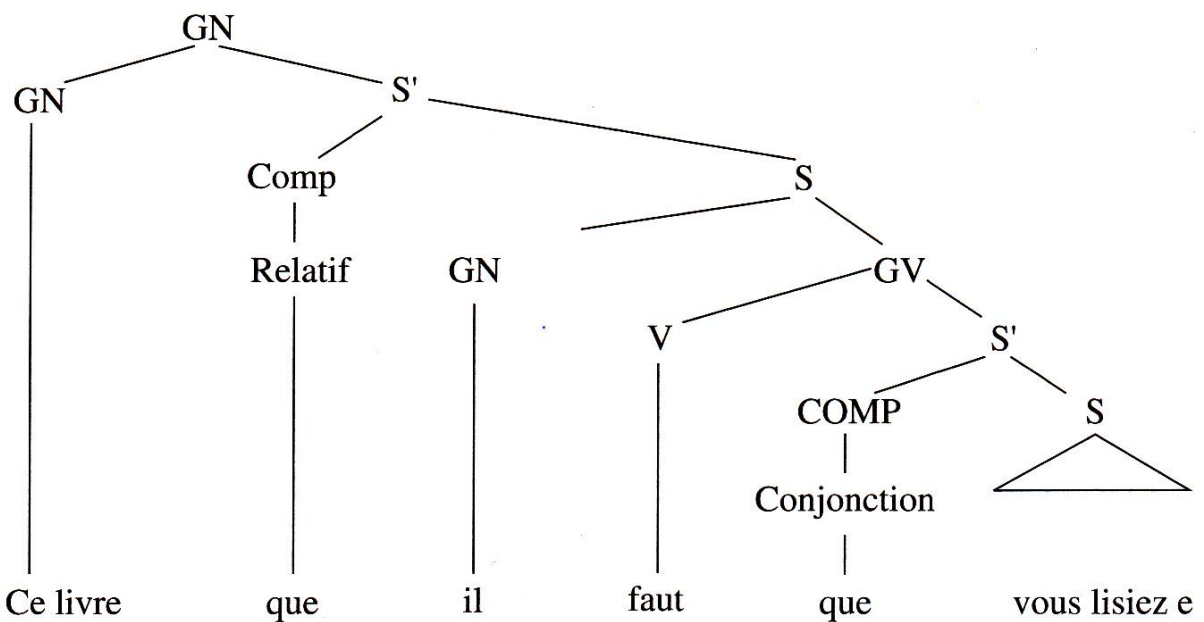 GN
GN S'
Comp S
Relatif GN GV
V S'
COMP S
Conjonction
Ce livre que il faut que vous lisiez e